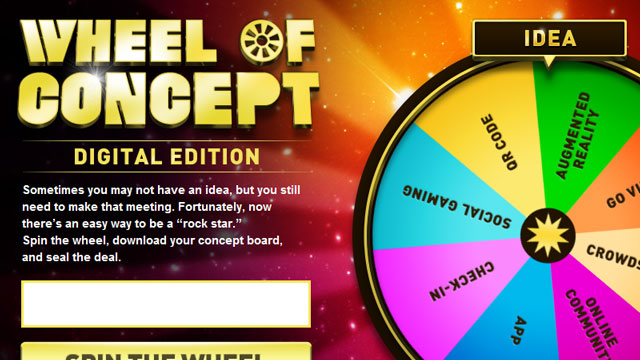 WHEEL OF
CONCEPT
DIGITAL EDITION
Sometimes you may not have an idea, but you still
need to make that meeting. Fortunately, now
there's an easy way to be a “rock star.”
Spin the wheel, download your concept board,
and seal the deal.
SPIN THE WHEEL
IDEA
QR CODE
AUGMENTED
REALITY
GO VI
CROWDS
ONLINE
COMMUNIT
APP
CHECK-IN
SOCIAL GAMING